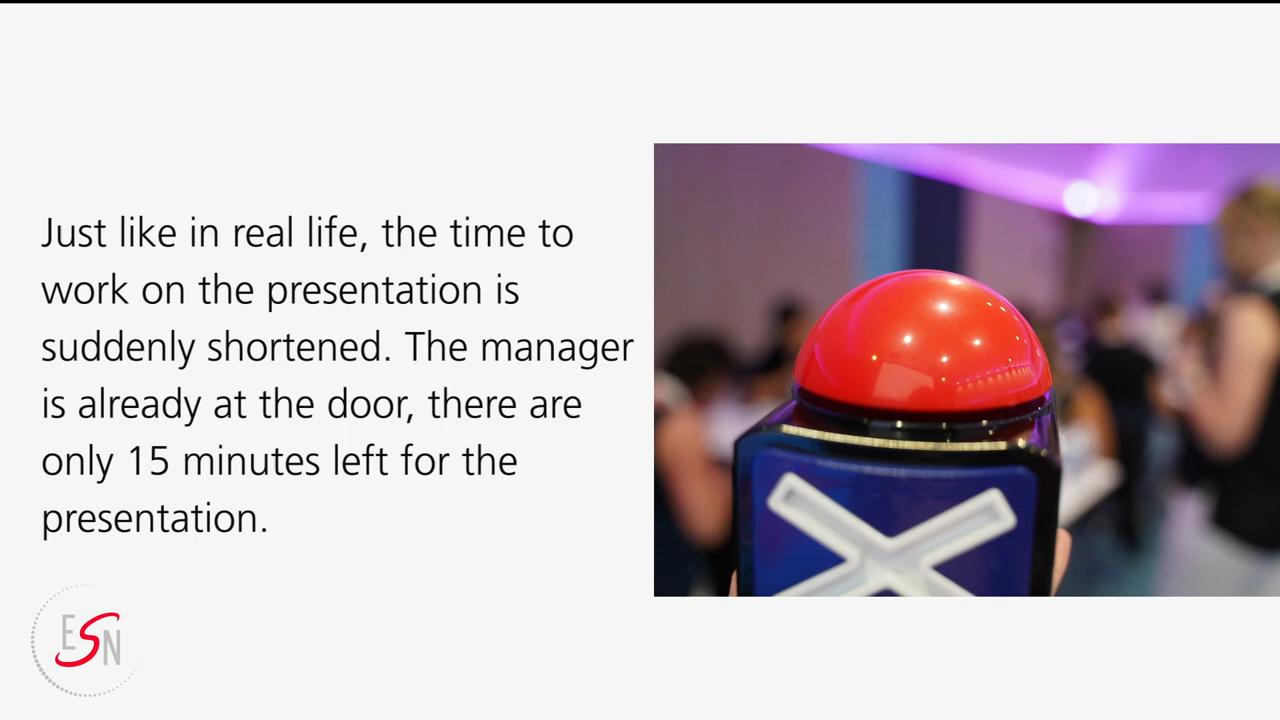 Just like in real life, the time to
work on the presentation is
suddenly shortened. The manager
is already at the door, there are
only 15 minutes left for the
presentation.
ESN